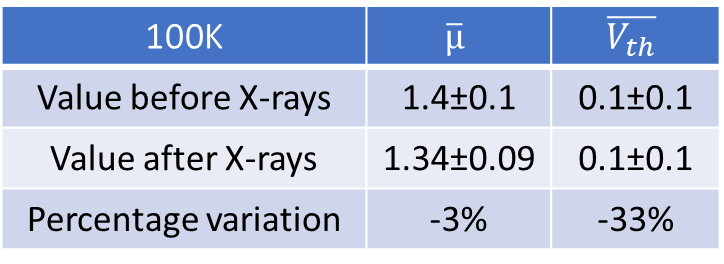 100K μ̅ V̅t̅h̅
Value before X-rays 1.4±0.1 0.1±0.1
Value after X-rays 1.34±0.09 0.1±0.1
Percentage variation -3% -33%